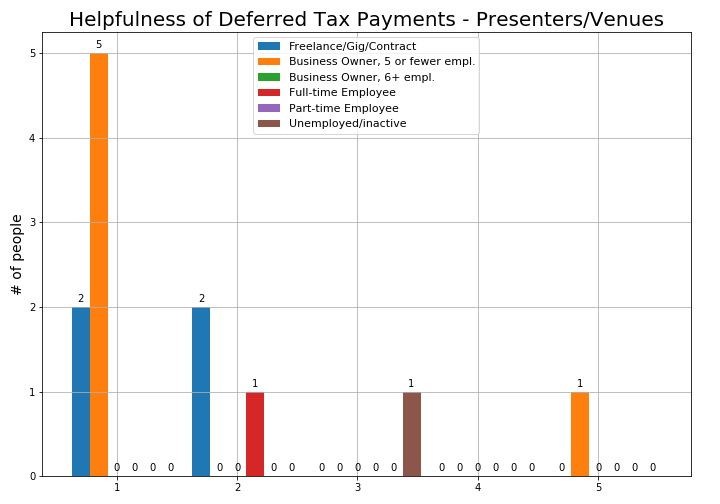 Helpfulness of Deferred Tax Payments - Presenters/Venues
Freelance/Gig/Contract
Business Owner, 5 or fewer empl.
Business Owner, 6+ empl.
Full-time Employee
Part-time Employee
Unemployed/inactive
# of people
5
4
3
2
1
0
2 5 0 0 0 0 2 0 0 1 0 0 0 0 0 0 0 1 0 0 0 0 0 0 0 1 0 0 0 0
1 2 3 4 5